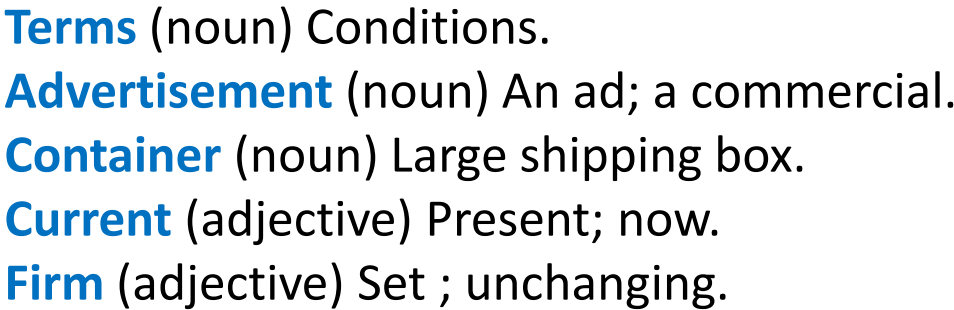 Terms (noun) Conditions.
Advertisement (noun) An ad; a commercial.
Container (noun) Large shipping box.
Current (adjective) Present; now.
Firm (adjective) Set ; unchanging.